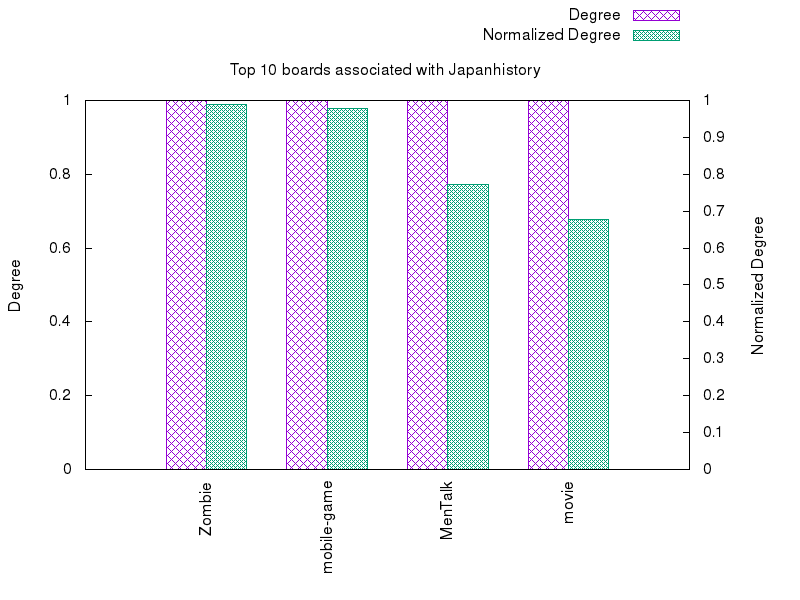 Degree
Normalized Degree
Top 10 boards associated with Japanhistory
1
0.8
0.6
0.4
0.2
0
Degree
1
0.9
0.8
0.7
0.6
0.5
0.4
0.3
0.2
0.1
0
Normalized Degree
Zombie
mobile-game
MenTalk
movie